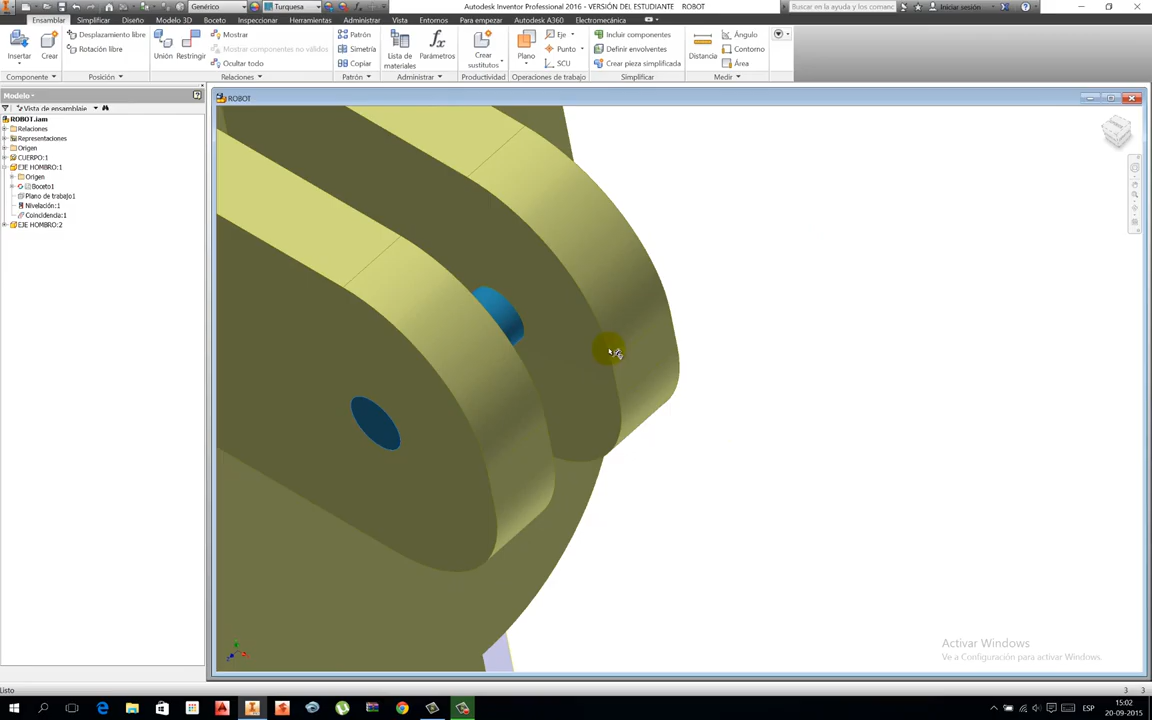 Genérico
Turquesa
Autodesk Inventor Professional 2016 - VERSIÓN DEL ESTUDIANTE ROBOT
Buscar en la ayuda y los comanc
Iniciar sesión
Ensamblar Simplificar Diseño Modelo 3D Boceto Inspeccionar Herramientas Administrar Vista Entornos Para empezar Autodesk A360 Electromecánica
Insertar
Crear
Desplazamiento libre
Rotación libre
Unión
Restringir
Mostrar
Mostrar componentes no válidos
Ocultar todo
Patrón
Simetría
Copiar
Lista de materiales
Parámetros
Crear sustitutos
Plano
Eje
Punto
SCU
Incluir componentes
Definir envolventes
Crear pieza simplificada
Distancia
Ángulo
Contorno
Área
Componente Posición Relaciones Patrón Administrar Productividad Operaciones de trabajo Simplificar Medir
Modelo
Vista de ensamblaje
ROBOT
ROBOT.iam
Relaciones
Representaciones
Origen
CUERPO:1
EJE HOMBRO:1
Origen
Boceto1
Plano de trabajo1
Nivelación:1
Coincidencia:1
EJE HOMBRO:2
Activar Windows
Ve a Configuración para activar Windows.
Listo
3 3
ESP
15:02
20-09-2015